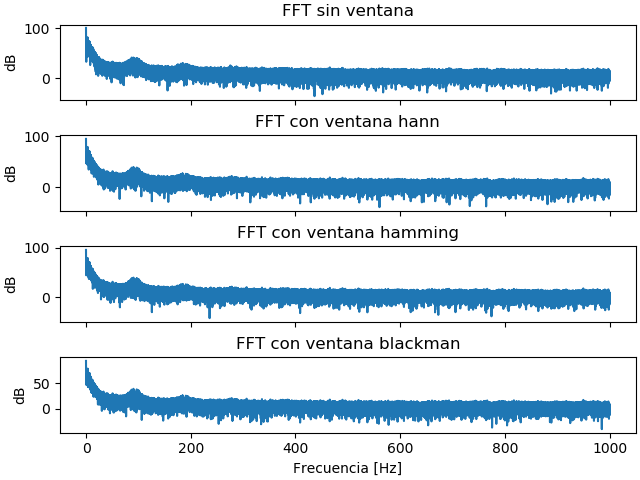 FFT sin ventana
100
0
dB
FFT con ventana hann
100
0
dB
FFT con ventana hamming
100
0
dB
FFT con ventana blackman
50
0
dB
0 200 400 600 800 1000
Frecuencia [Hz]